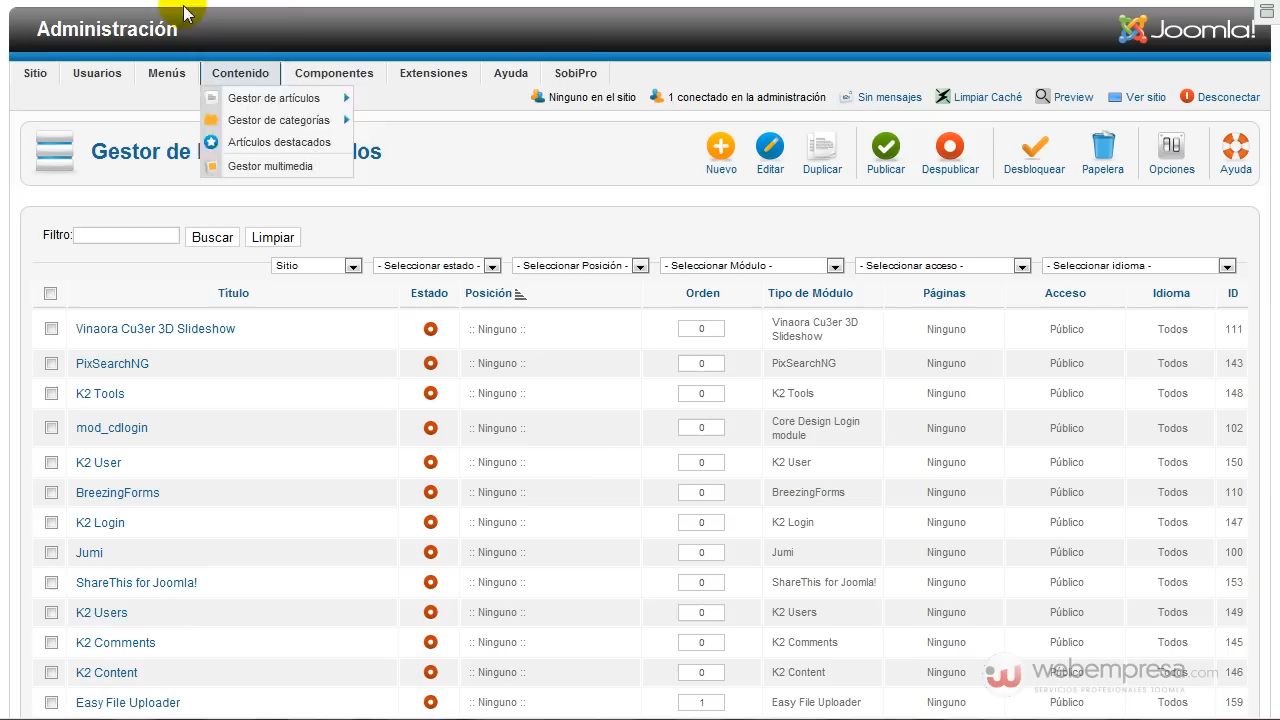 Administración
Joomla!
Sitio Usuarios Menús Contenido Componentes Extensiones Ayuda SobiPro
Ninguno en el sitio 1 conectado en la administración Sin mensajes Limpiar Caché Preview Ver sitio Desconectar
Gestor de artículos
Gestor de categorías
Artículos destacados
Gestor multimedia
Gestor de
Nuevo Editar Duplicar Publicar Despublicar Desbloquear Papelera Opciones Ayuda
Filtro: Buscar Limpiar
Sitio - Seleccionar estado - - Seleccionar Posición - - Seleccionar Módulo - - Seleccionar acceso - - Seleccionar idioma -
Título Estado Posición Orden Tipo de Módulo Páginas Acceso Idioma ID
Vinaora Cu3er 3D Slideshow :: Ninguno :: 0 Vinaora Cu3er 3D Slideshow Ninguno Público Todos 111
PixSearchNG :: Ninguno :: 0 PixSearchNG Ninguno Público Todos 143
K2 Tools :: Ninguno :: 0 K2 Tools Ninguno Público Todos 148
mod_cdlogin :: Ninguno :: 0 Core Design Login module Ninguno Público Todos 102
K2 User :: Ninguno :: 0 K2 User Ninguno Público Todos 150
BreezingForms :: Ninguno :: 0 BreezingForms Ninguno Público Todos 110
K2 Login :: Ninguno :: 0 K2 Login Ninguno Público Todos 147
Jumi :: Ninguno :: 0 Jumi Ninguno Público Todos 100
ShareThis for Joomla! :: Ninguno :: 0 ShareThis for Joomla! Ninguno Público Todos 153
K2 Users :: Ninguno :: 0 K2 Users Ninguno Público Todos 149
K2 Comments :: Ninguno :: 0 K2 Comments Ninguno Público Todos 145
K2 Content :: Ninguno :: 0 K2 Content Ninguno Público Todos 146
Easy File Uploader :: Ninguno :: 1 Easy File Uploader Ninguno Público Todos 159
webempresa.com
SERVICIOS PROFESIONALES JOOMLA